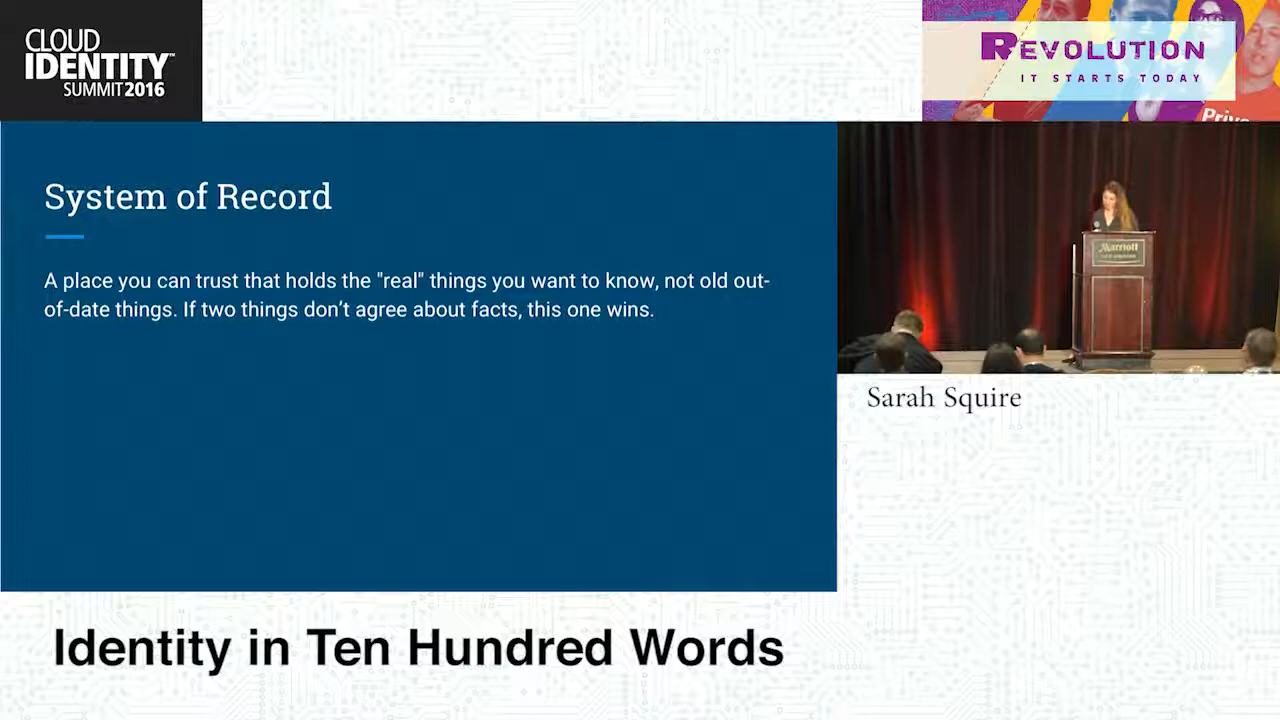 CLOUD
IDENTITY™
SUMMIT 2016
REVOLUTION
IT STARTS TODAY
System of Record
A place you can trust that holds the "real" things you want to know, not old out-
of-date things. If two things don’t agree about facts, this one wins.
Marriott
Sarah Squire
Identity in Ten Hundred Words